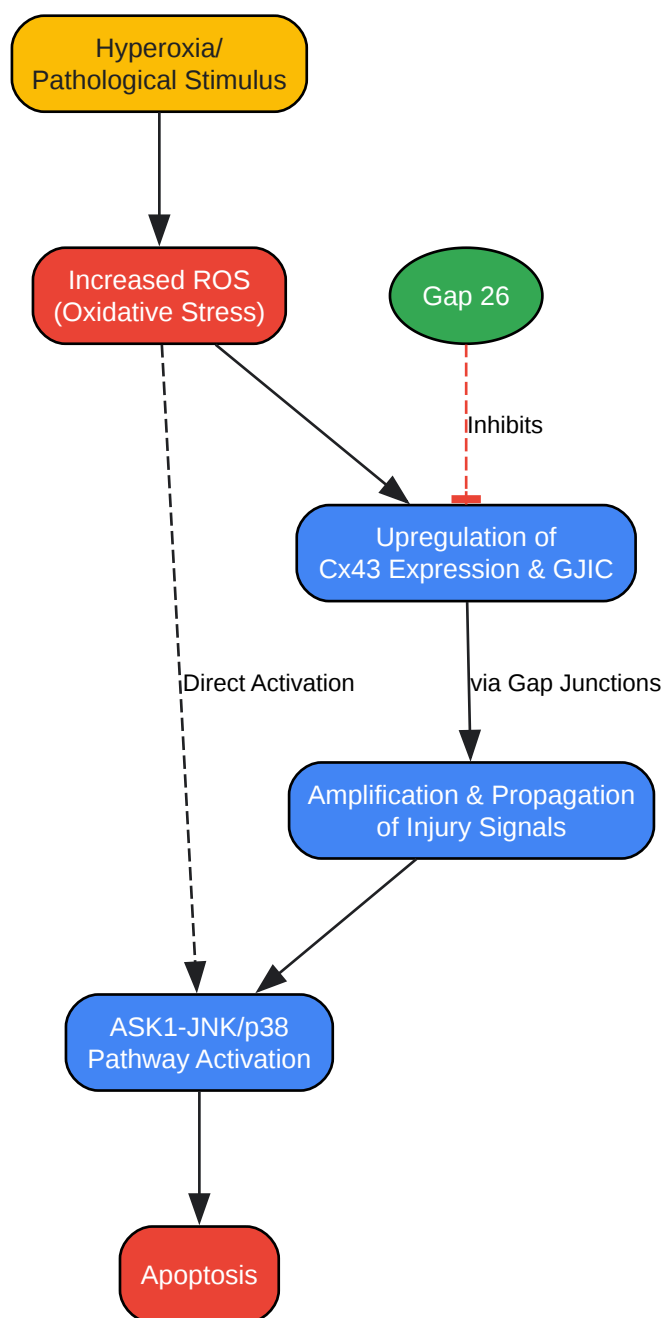 Hyperoxia/
Pathological Stimulus
Increased ROS
(Oxidative Stress)
Gap 26
Inhibits
Upregulation of
Cx43 Expression & GJIC
Direct Activation
via Gap Junctions
Amplification & Propagation
of Injury Signals
ASK1-JNK/p38
Pathway Activation
Apoptosis